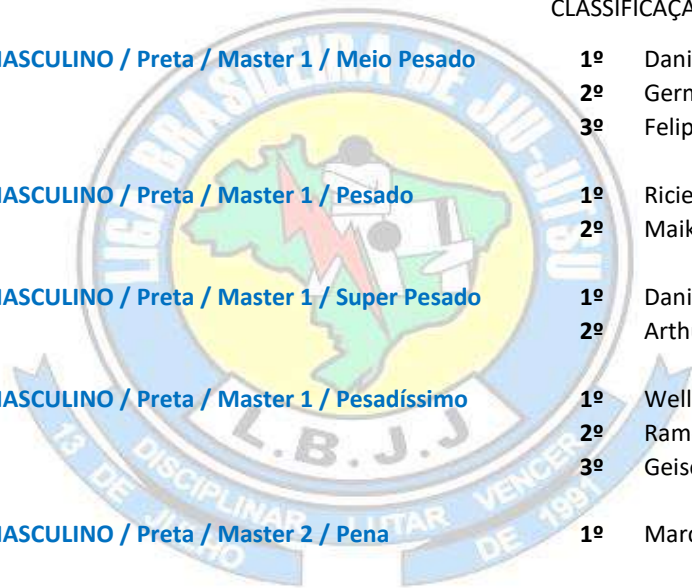 CLASSIFICAÇÃ
MASCULINO / Preta / Master 1 / Meio Pesado 1º Dani
2º Germ
3º Felip
MASCULINO / Preta / Master 1 / Pesado 1º Ricie
2º Maik
MASCULINO / Preta / Master 1 / Super Pesado 1º Dani
2º Arth
MASCULINO / Preta / Master 1 / Pesadíssimo 1º Well
2º Ram
3º Geis
MASCULINO / Preta / Master 2 / Pena 1º Marc
LIGA BRASILEIRA DE JIU-JITSU
L.B.J.J
13 DE JULHO DE 1991
DISCIPLINAR LUTAR VENCER